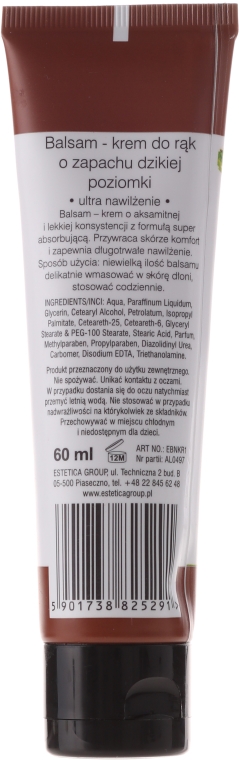 Balsam - krem do rąk
o zapachu dzikiej
poziomki
• ultra nawilżenie •
Balsam – krem o aksamitnej
i lekkiej konsystencji z formułą super
absorbującą. Przywraca skórze komfort
i zapewnia długotrwałe nawilżenie.
Sposób użycia: niewielką ilość balsamu
delikatnie wmasować w skórę dłoni,
stosować codziennie.
INGREDIENTS/INCI: Aqua, Paraffinum Liquidum,
Glycerin, Cetearyl Alcohol, Petrolatum, Isopropyl
Palmitate, Ceteareth-25, Ceteareth-6, Glyceryl
Stearate & PEG-100 Stearate, Stearic Acid, Parfum,
Methylparaben, Propylparaben, Diazolidinyl Urea,
Carbomer, Disodium EDTA, Triethanolamine.
Produkt przeznaczony do użytku zewnętrznego.
Nie spożywać. Unikać kontaktu z oczami.
W przypadku dostania się do oczu natychmiast
przemyć letnią wodą. Nie stosować w przypadku
nadwrażliwości na którykolwiek ze składników.
Przechowywać w miejscu chłodnym
i niedostępnym dla dzieci.
60 ml
12M
ART NO.: EBNKR1
Nr partii: AL0497
ESTETICA GROUP, ul. Techniczna 2 bud. B
05-500 Piaseczno, tel. +48 22 845 62 48
www.esteticagroup.pl
5 901738 825291